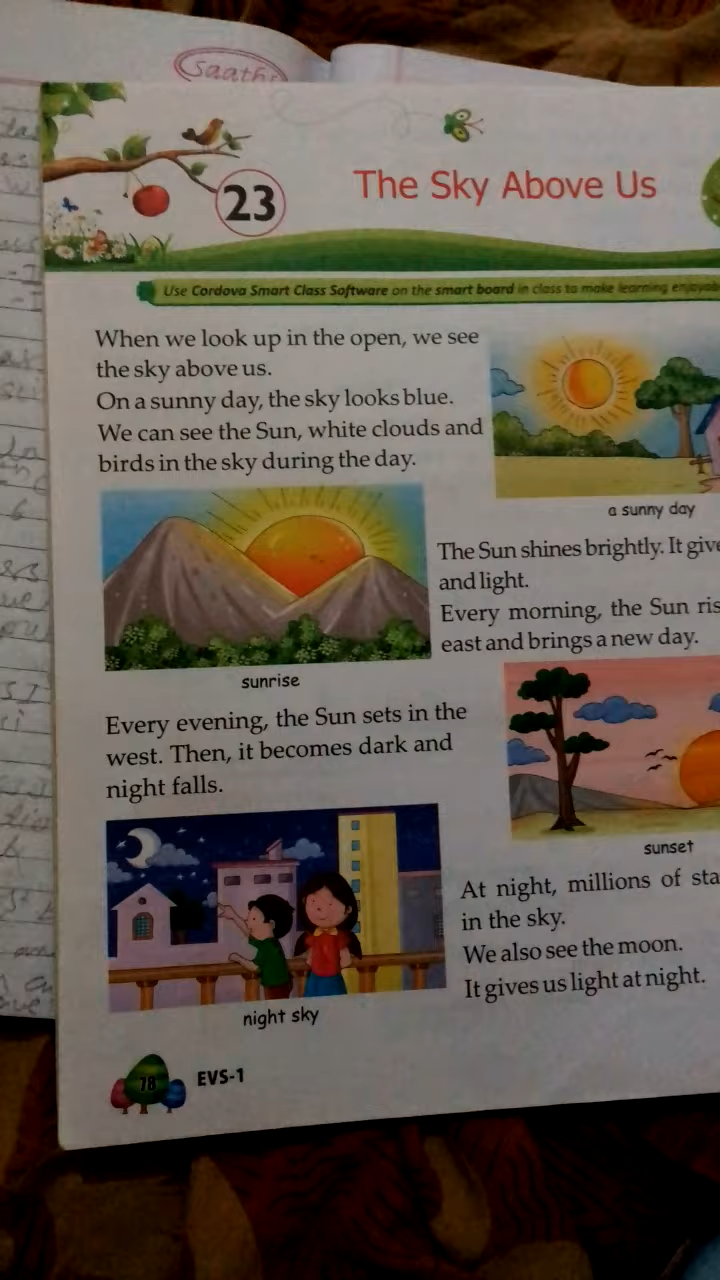 Saathi
23
The Sky Above Us
Use Cordova Smart Class Software on the smart board in class to make learning
When we look up in the open, we see
the sky above us.
On a sunny day, the sky looks blue.
We can see the Sun, white clouds and
birds in the sky during the day.
a sunny day
The Sun shines brightly. It
and light.
Every morning, the Sun
east and brings a new day.
sunrise
Every evening, the Sun sets in the
west. Then, it becomes dark and
night falls.
sunset
At night, millions of
in the sky.
We also see the moon.
It gives us light at night.
night sky
78
EVS-1